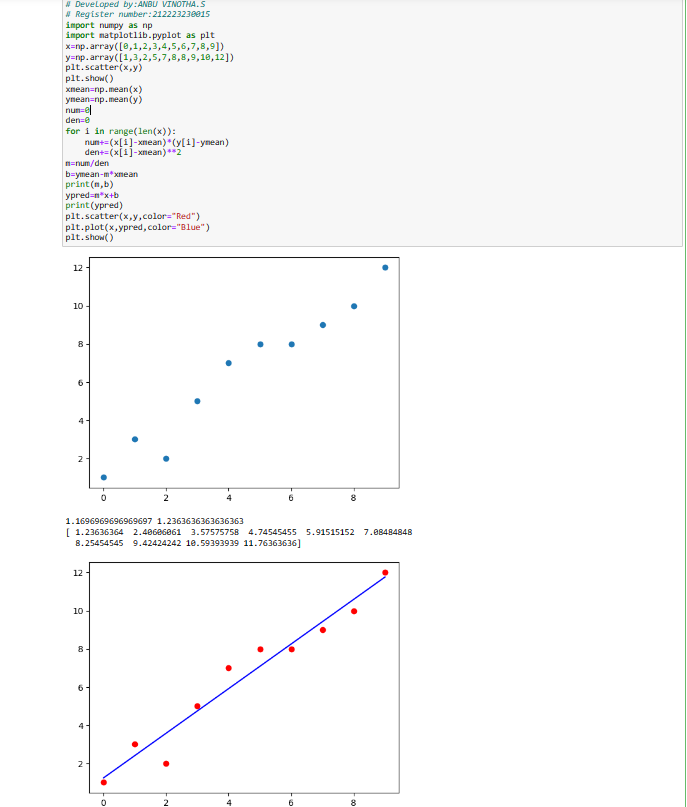 # Developed by:ANBU VINOTHA.S
# Register number:212223230015
import numpy as np
import matplotlib.pyplot as plt
x=np.array([0,1,2,3,4,5,6,7,8,9])
y=np.array([1,3,2,5,7,8,8,9,10,12])
plt.scatter(x,y)
plt.show()
xmean=np.mean(x)
ymean=np.mean(y)
num=0
den=0
for i in range(len(x)):
    num+=(x[i]-xmean)*(y[i]-ymean)
    den+=(x[i]-xmean)**2
m=num/den
b=ymean-m*xmean
print(m,b)
ypred=m*x+b
print(ypred)
plt.scatter(x,y,color="Red")
plt.plot(x,ypred,color="Blue")
plt.show()
12
10
8
6
4
2
0 2 4 6 8
1.1696969696969697 1.2363636363636363
[ 1.23636364  2.40606061  3.57575758  4.74545455  5.91515152  7.08484848
  8.25454545  9.42424242 10.59393939 11.76363636]
12
10
8
6
4
2
0 2 4 6 8